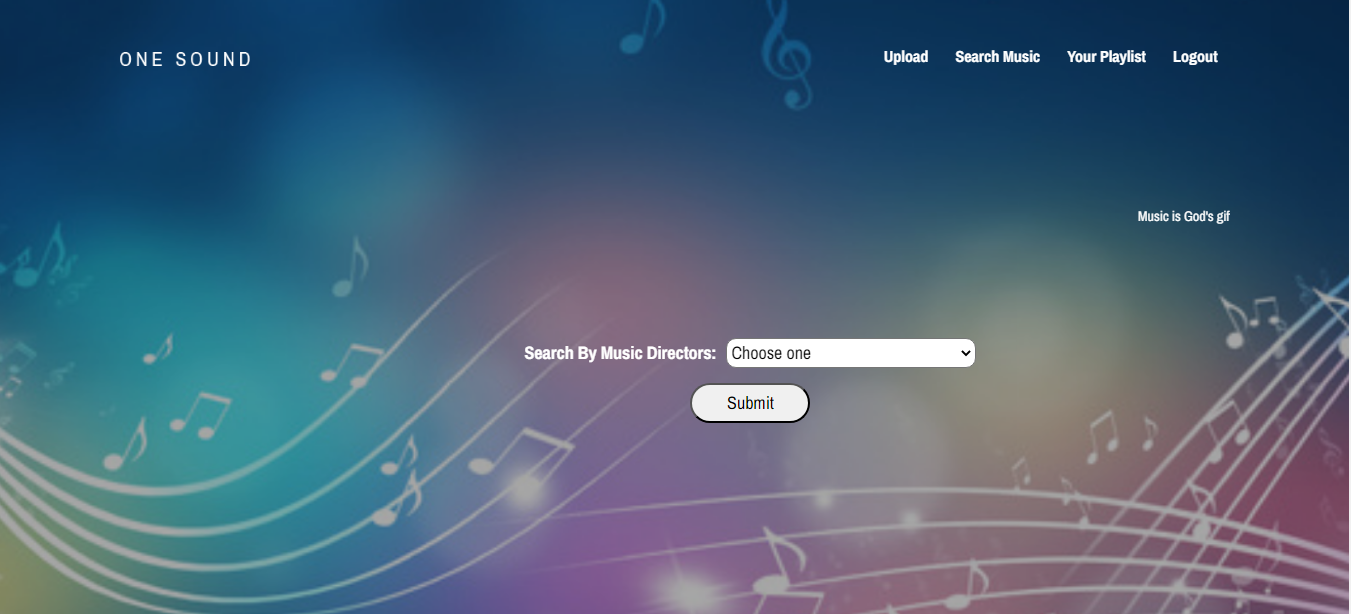 ONE SOUND
Upload Search Music Your Playlist Logout
Music is God's gif
Search By Music Directors: Choose one
Submit